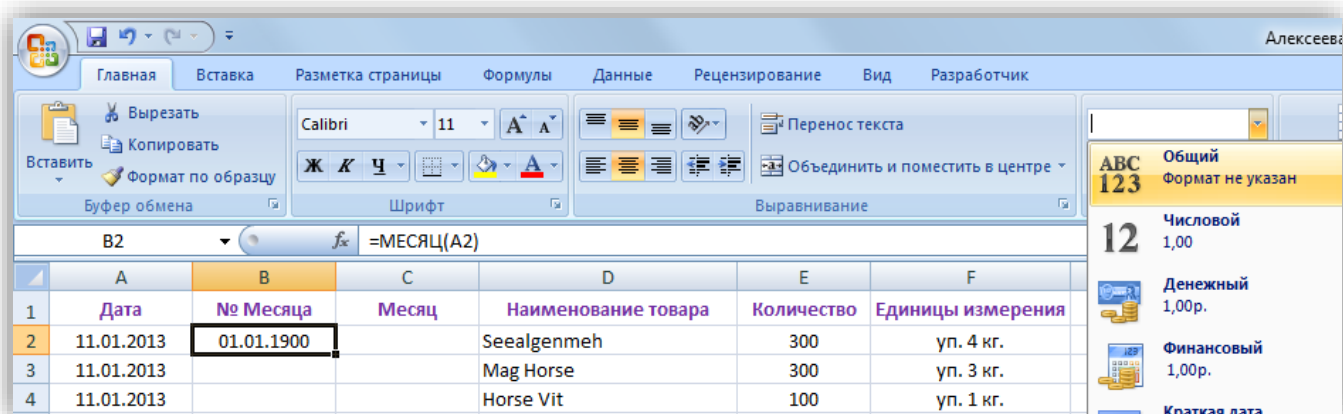 Алексеева
Главная Вставка Разметка страницы Формулы Данные Рецензирование Вид Разработчик
Вставить
Вырезать
Копировать
Формат по образцу
Буфер обмена
Calibri 11 A A
Ж К Ч А
Шрифт
Перенос текста
Объединить и поместить в центре
Выравнивание
ABC 123 Общий
Формат не указан
12 Числовой
1,00
Денежный
1,00р.
Финансовый
1,00р.
Краткая дата
B2 fx =МЕСЯЦ(A2)
A B C D E F
1 Дата № Месяца Месяц Наименование товара Количество Единицы измерения
2 11.01.2013 01.01.1900 Seealgenmeh 300 уп. 4 кг.
3 11.01.2013 Mag Horse 300 уп. 3 кг.
4 11.01.2013 Horse Vit 100 уп. 1 кг.